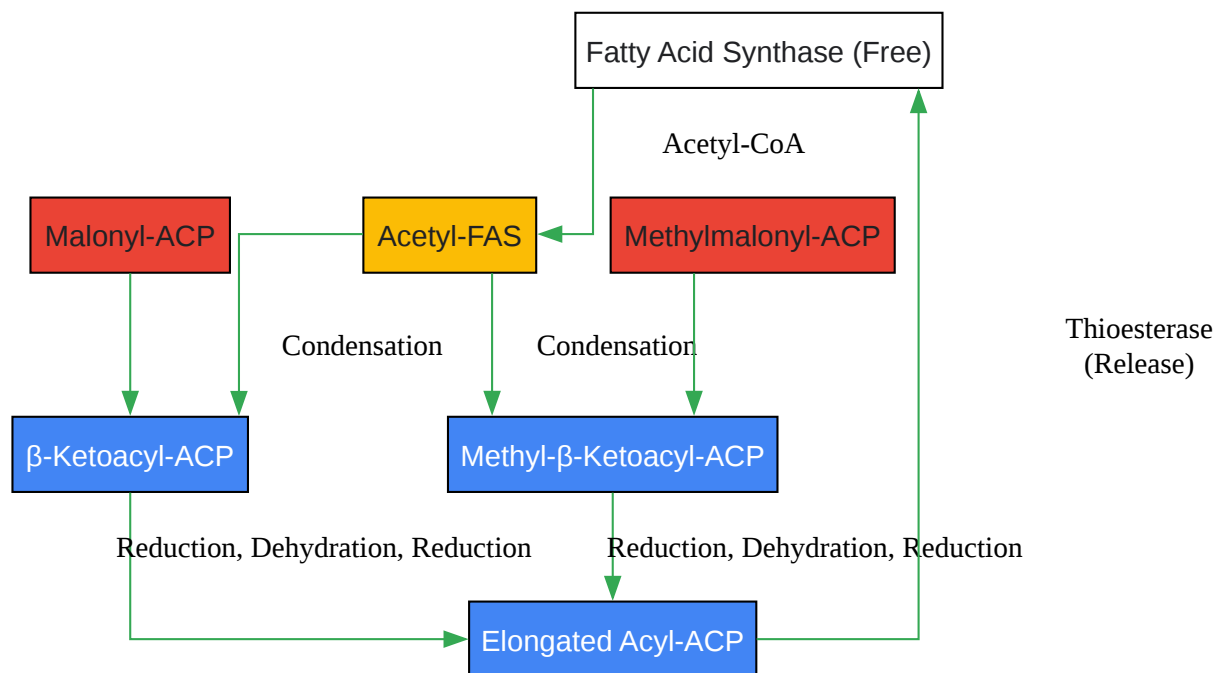 Fatty Acid Synthase (Free)
Acetyl-CoA
Malonyl-ACP
Acetyl-FAS
Methylmalonyl-ACP
Condensation
Condensation
Thioesterase
(Release)
β-Ketoacyl-ACP
Methyl-β-Ketoacyl-ACP
Reduction, Dehydration, Reduction
Reduction, Dehydration, Reduction
Elongated Acyl-ACP